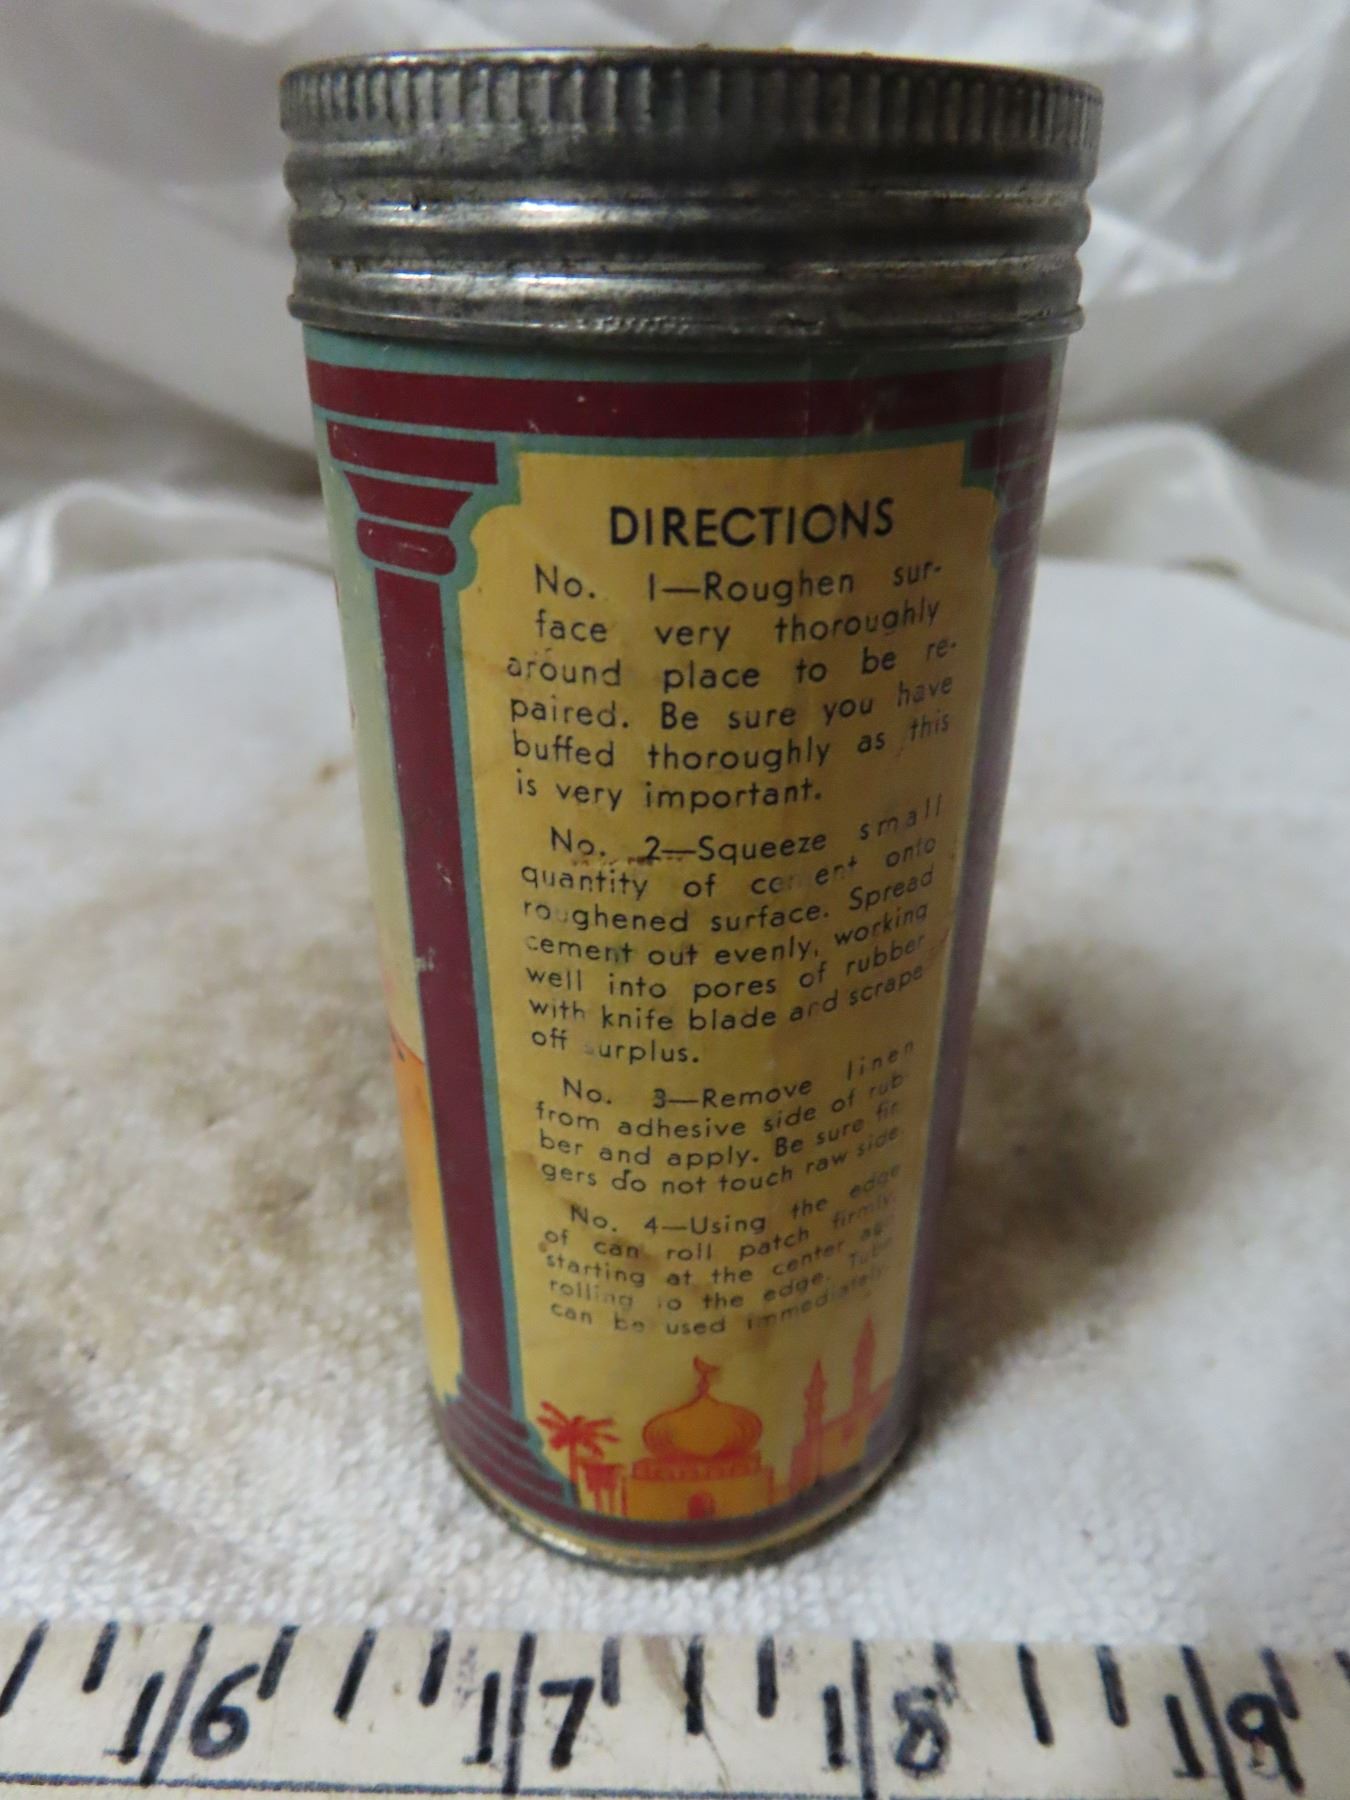 DIRECTIONS
No. 1—Roughen sur-
face very thoroughly
around place to be re-
paired. Be sure you have
buffed thoroughly as this
is very important.
No. 2—Squeeze small
quantity of cement onto
roughened surface. Spread
cement out evenly, working
well into pores of rubber
with knife blade and scrape
off surplus.
No. 3—Remove linen
from adhesive side of rub-
ber and apply. Be sure fin-
gers do not touch raw side.
No. 4—Using the edge
of can roll patch firmly,
starting at the center and
rolling to the edge. Tube
can be used immediately.
16 17 18 19